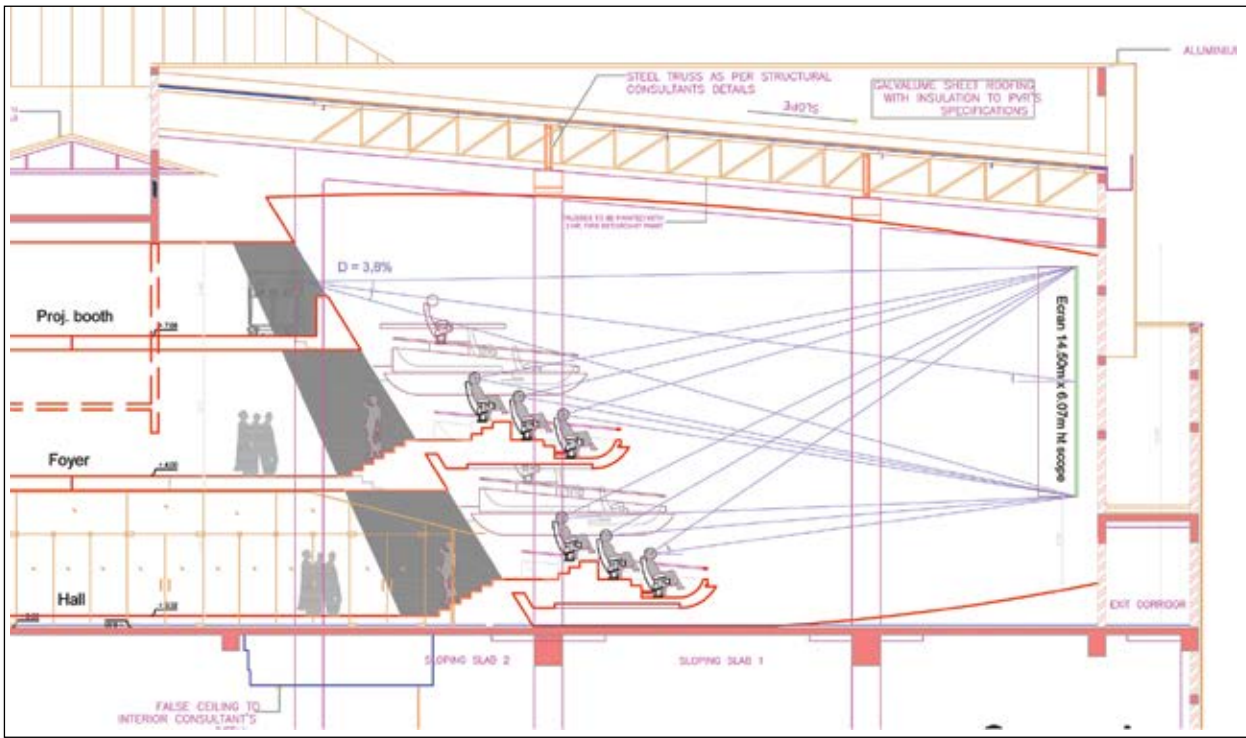 ALUMINIUM
STEEL TRUSS AS PER STRUCTURAL
CONSULTANTS DETAILS
SLOPE
GALVALUME SHEET ROOFING
WITH INSULATION TO PVR'S
SPECIFICATIONS
D = 3,8%
Proj. booth
Ecran 14.50m x 6.07m ht scope
Foyer
Hall
EXIT CORRIDOR
SLOPING SLAB 2
SLOPING SLAB 1
FALSE CEILING TO
INTERIOR CONSULTANT'S